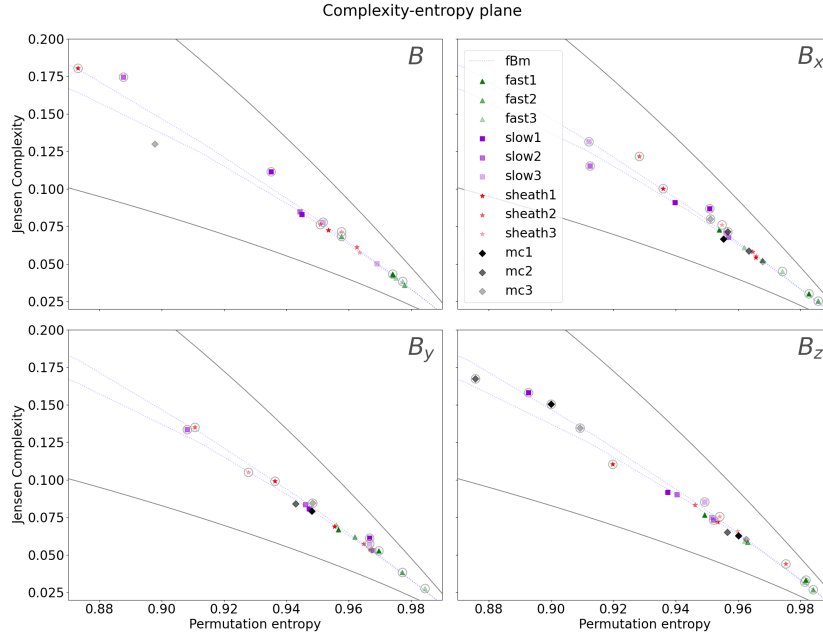 Complexity-entropy plane
0.200
0.175
0.150
0.125
0.100
0.075
0.050
0.025
Jensen Complexity
B
B_x
fBm
fast1
fast2
fast3
slow1
slow2
slow3
sheath1
sheath2
sheath3
mc1
mc2
mc3
0.200
0.175
0.150
0.125
0.100
0.075
0.050
0.025
Jensen Complexity
B_y
B_z
0.88 0.90 0.92 0.94 0.96 0.98
Permutation entropy
0.88 0.90 0.92 0.94 0.96 0.98
Permutation entropy